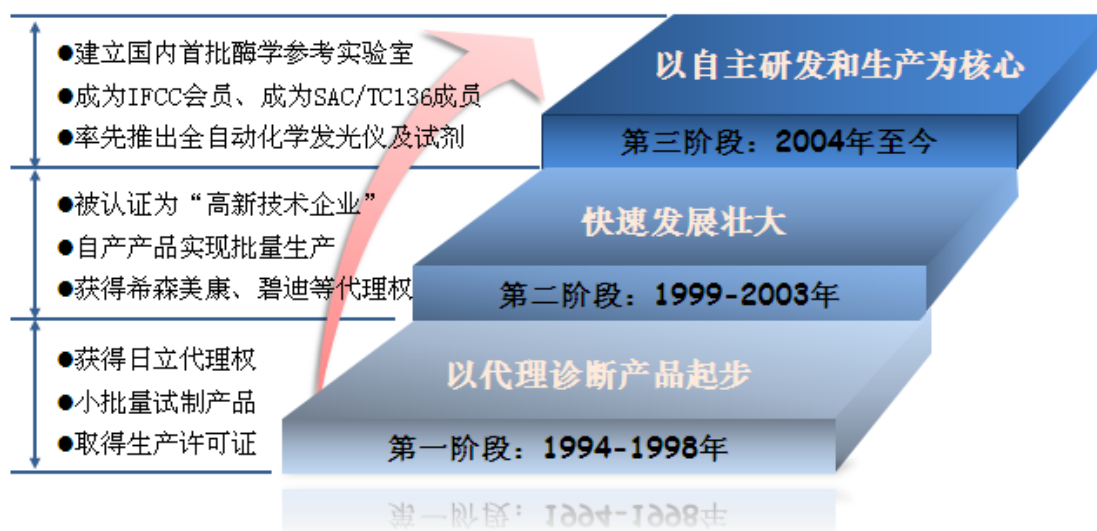 ●建立国内首批酶学参考实验室
●成为IFCC会员、成为SAC/TC136成员
●率先推出全自动化学发光仪及试剂
以自主研发和生产为核心
第三阶段：2004年至今
●被认证为“高新技术企业”
●自产产品实现批量生产
●获得希森美康、碧迪等代理权
快速发展壮大
第二阶段：1999-2003年
●获得日立代理权
●小批量试制产品
●取得生产许可证
以代理诊断产品起步
第一阶段：1994-1998年